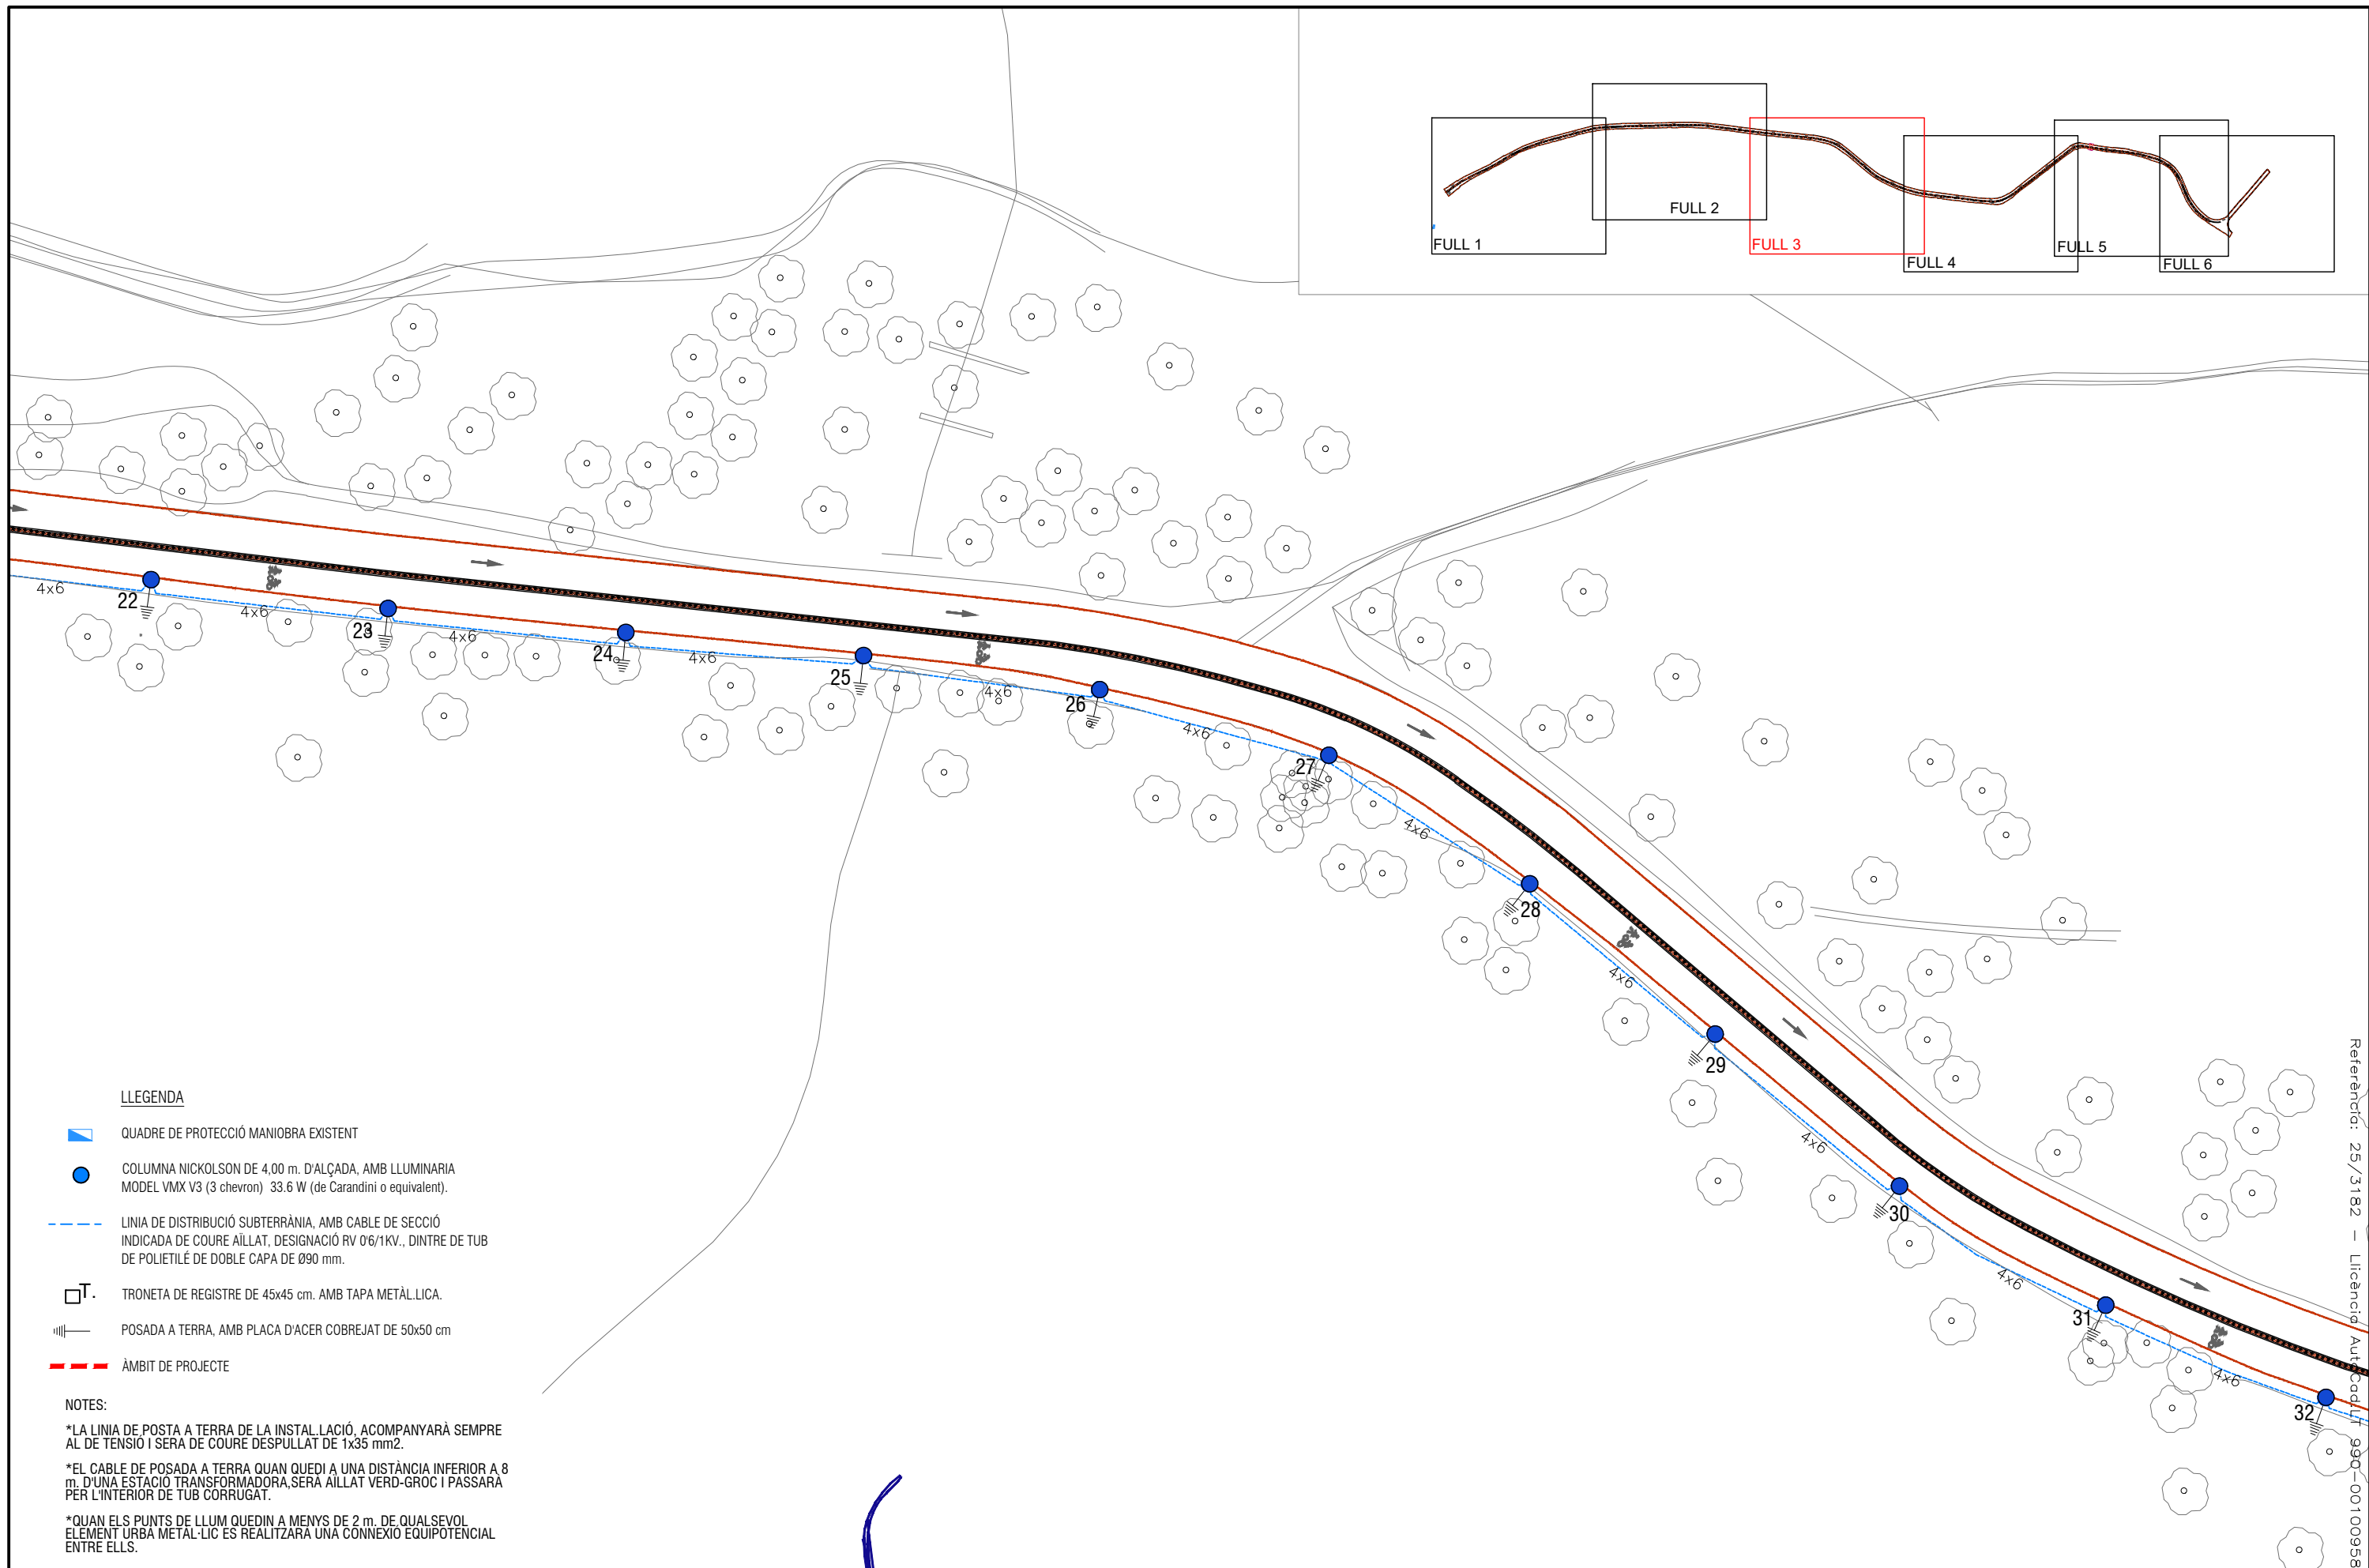 FULL 1
FULL 2
FULL 3
FULL 4
FULL 5
FULL 6
4x6
22
4x6
23
4x6
24
4x6
25
4x6
26
4x6
27
4x6
28
4x6
29
4x6
30
4x6
31
4x6
32
LLEGENDA
QUADRE DE PROTECCIÓ MANIOBRA EXISTENT
COLUMNA NICKOLSON DE 4,00 m. D'ALÇADA, AMB LLUMINARIA
MODEL VMX V3 (3 chevron) 33.6 W (de Carandini o equivalent).
LINIA DE DISTRIBUCIÓ SUBTERRÀNIA, AMB CABLE DE SECCIÓ
INDICADA DE COURE AÏLLAT, DESIGNACIÓ RV 0'6/1KV., DINTRE DE TUB
DE POLIETILÉ DE DOBLE CAPA DE Ø90 mm.
T.
TRONETA DE REGISTRE DE 45x45 cm. AMB TAPA METÀL.LICA.
POSADA A TERRA, AMB PLACA D'ACER COBREJAT DE 50x50 cm
ÀMBIT DE PROJECTE
NOTES:
*LA LINIA DE POSTA A TERRA DE LA INSTAL.LACIÓ, ACOMPANYARÀ SEMPRE
AL DE TENSIÓ I SERA DE COURE DESPULLAT DE 1x35 mm2.
*EL CABLE DE POSADA A TERRA QUAN QUEDI A UNA DISTÀNCIA INFERIOR A 8
m. D'UNA ESTACIÓ TRANSFORMADORA,SERÀ AÏLLAT VERD-GROC I PASSARÀ
PER L'INTERIOR DE TUB CORRUGAT.
*QUAN ELS PUNTS DE LLUM QUEDIN A MENYS DE 2 m. DE QUALSEVOL
ELEMENT URBÀ METÀL·LIC ES REALITZARÀ UNA CONNEXIÓ EQUIPOTENCIAL
ENTRE ELLS.
Referència: 25/3182 - Llicència AutoCad.LT 990-00100958